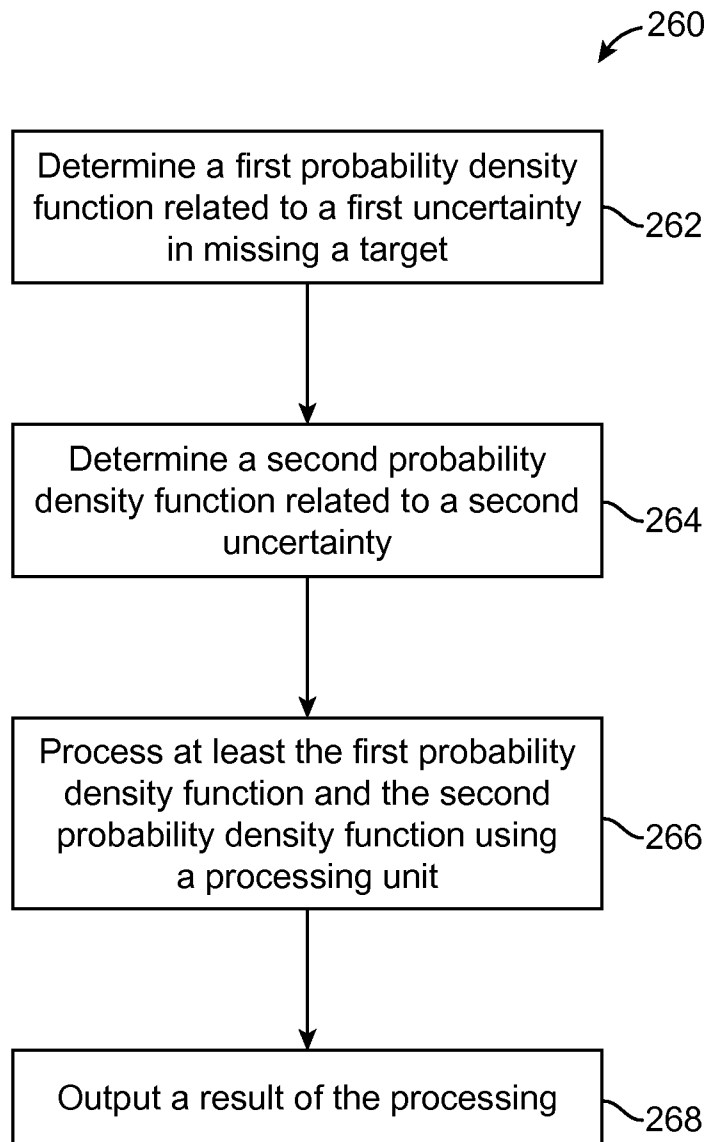 260
Determine a first probability density
function related to a first uncertainty
in missing a target
262
Determine a second probability
density function related to a second
uncertainty
264
Process at least the first probability
density function and the second
probability density function using
a processing unit
266
Output a result of the processing
268